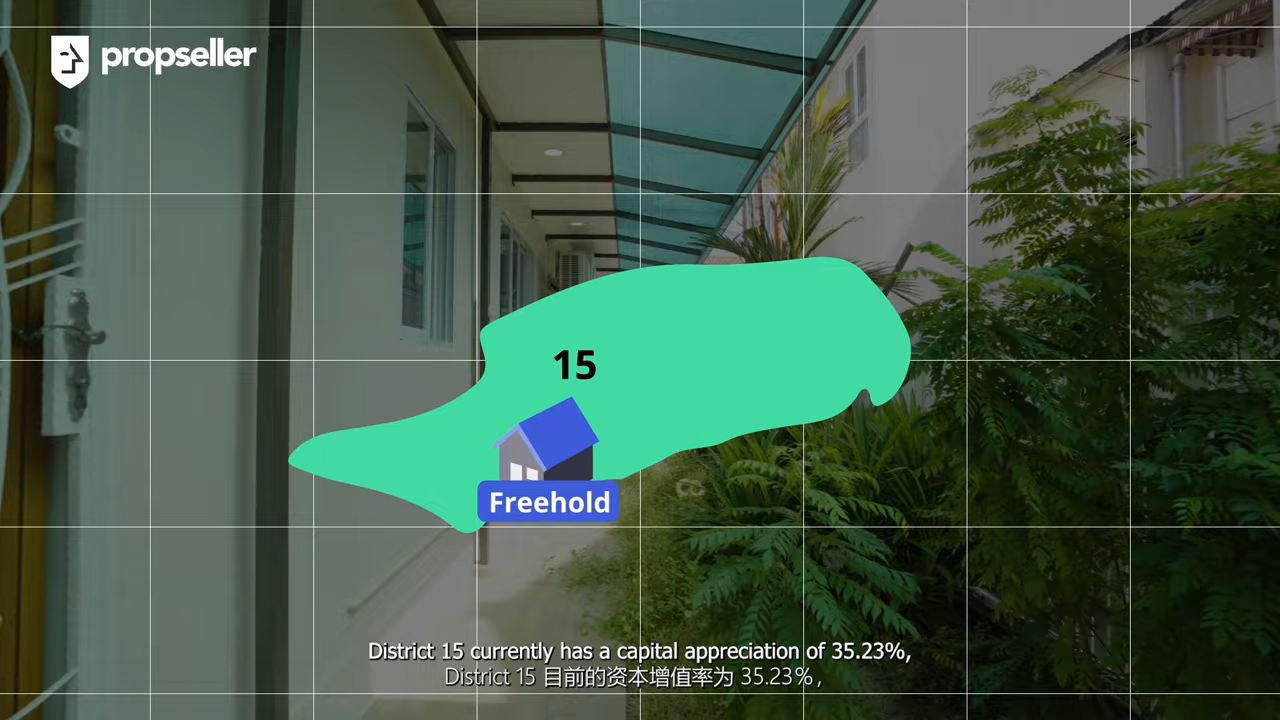 propseller
15
Freehold
District 15 currently has a capital appreciation of 35.23%,
District 15 目前的资本增值率为 35.23%，